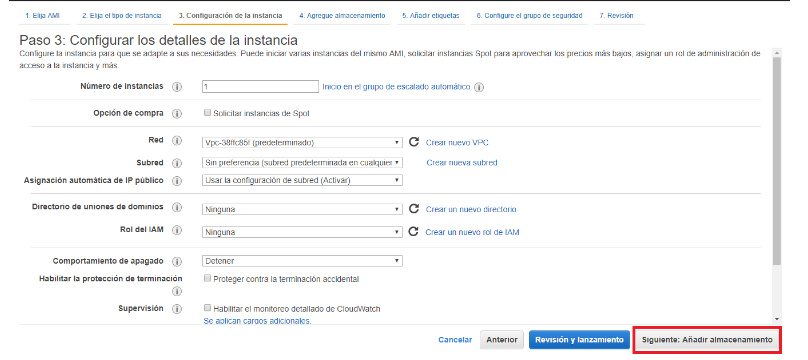 1. Elija AMI 2. Elija el tipo de instancia 3. Configuración de la instancia 4. Agregue almacenamiento 5. Añadir etiquetas 6. Configure el grupo de seguridad 7. Revisión
Paso 3: Configurar los detalles de la instancia
Configure la instancia para que se adapte a sus necesidades. Puede iniciar varias instancias del mismo AMI, solicitar instancias Spot para aprovechar los precios más bajos, asignar un rol de administración de
acceso a la instancia y más.
Número de instancias 1 Inicio en el grupo de escalado automático
Opción de compra Solicitar instancias de Spot
Red Vpc-38ffc85f (predeterminado) Crear nuevo VPC
Subred Sin preferencia (subred predeterminada en cualquier Crear nueva subred
Asignación automática de IP público Usar la configuración de subred (Activar)
Directorio de uniones de dominios Ninguna Crear un nuevo directorio
Rol del IAM Ninguna Crear un nuevo rol de IAM
Comportamiento de apagado Detener
Habilitar la protección de terminación Proteger contra la terminación accidental
Supervisión Habilitar el monitoreo detallado de CloudWatch
Se aplican cargos adicionales.
Cancelar Anterior Revisión y lanzamiento Siguiente: Añadir almacenamiento